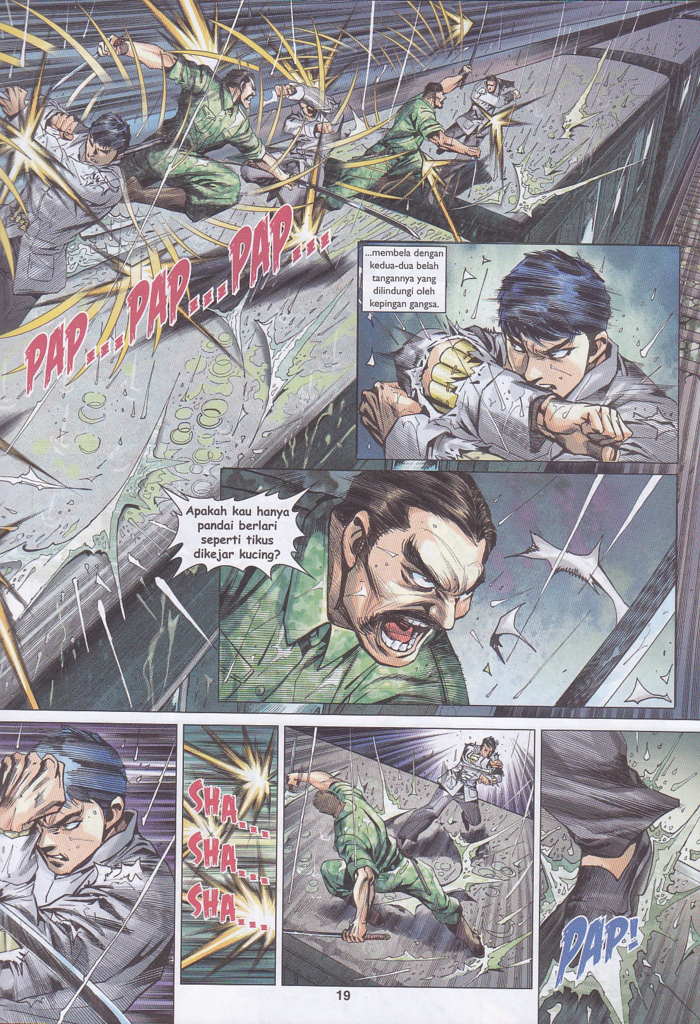 PAP...PAP...PAP...
...membela dengan
kedua-dua belah
tangannya yang
dilindungi oleh
kepingan gangsa.
Apakah kau hanya
pandai berlari
seperti tikus
dikejar kucing?
SHA...
SHA...
SHA...
PAP!
19